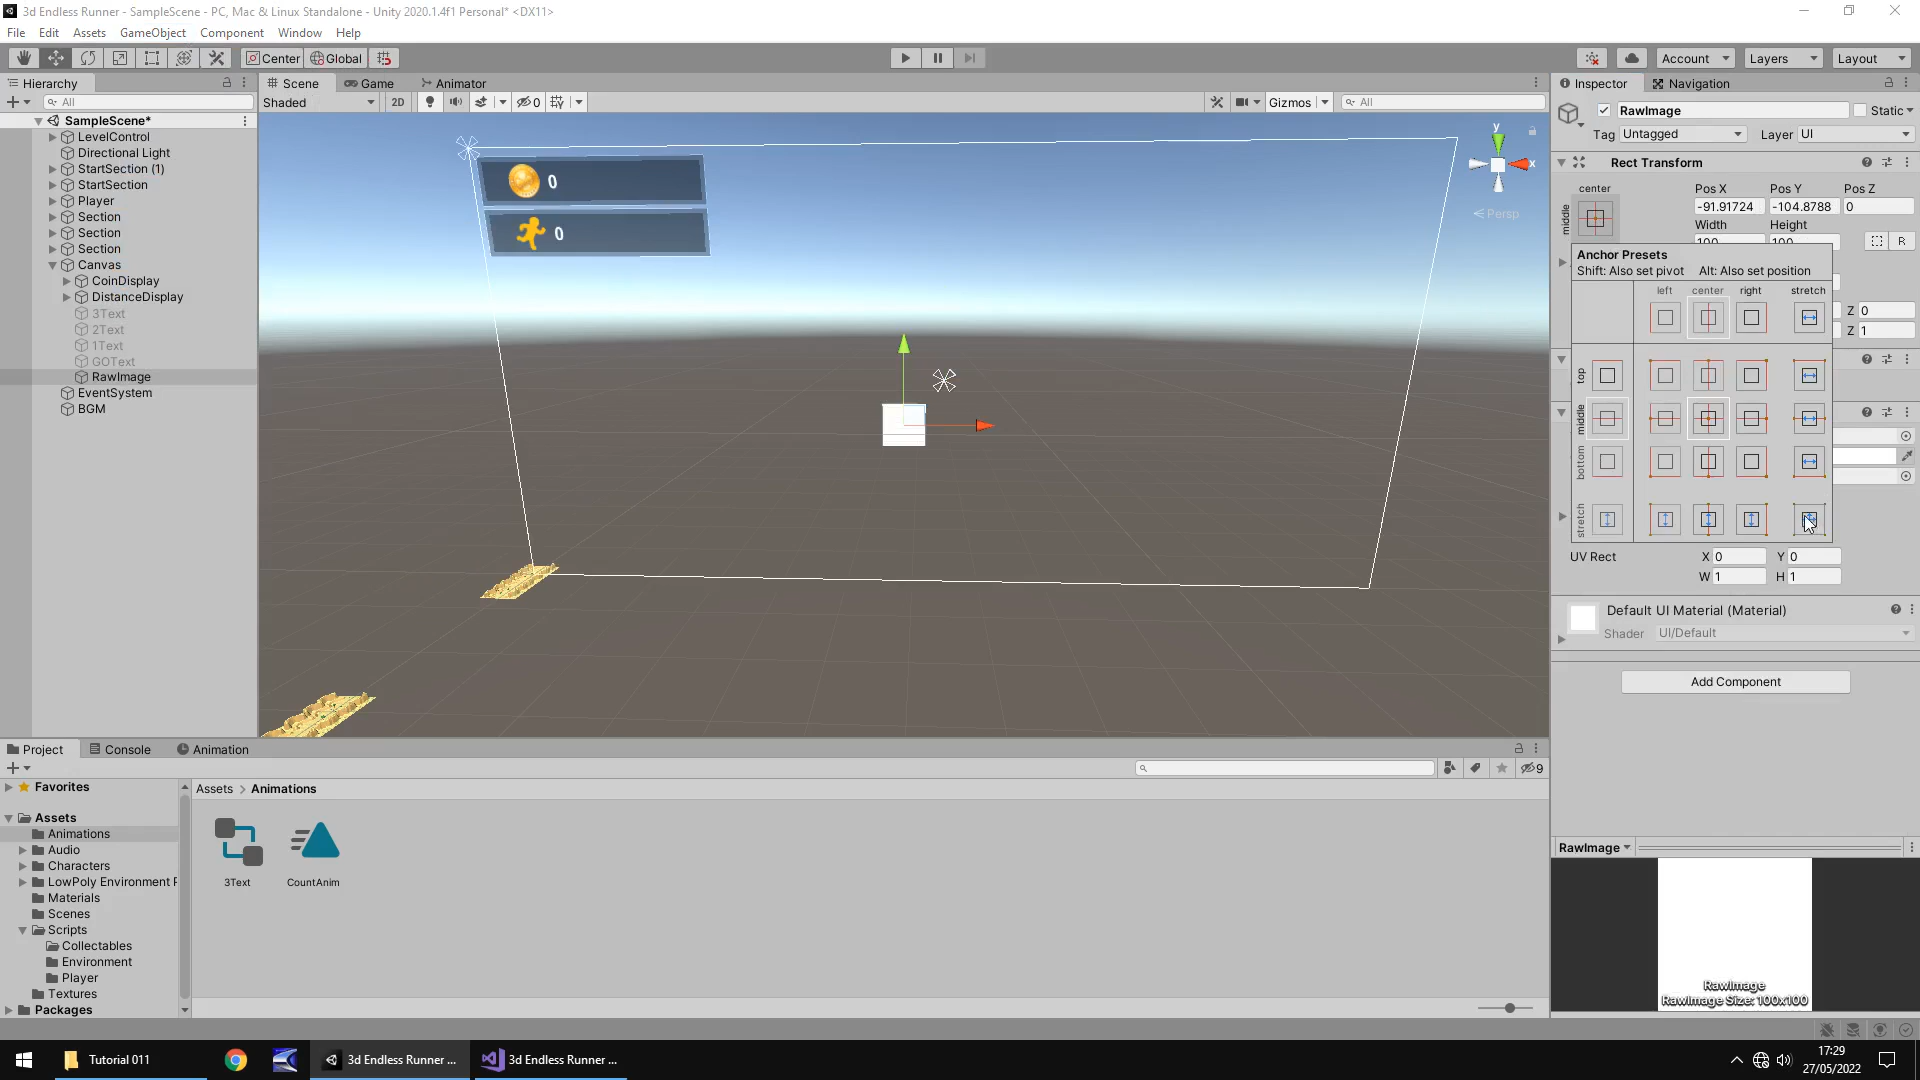 3d Endless Runner - SampleScene - PC, Mac & Linux Standalone - Unity 2020.1.4f1 Personal* <DX11>
File Edit Assets GameObject Component Window Help
Center Global Account Layers Layout
Hierarchy
All
SampleScene*
LevelControl
Directional Light
StartSection (1)
StartSection
Player
Section
Section
Section
Canvas
CoinDisplay
DistanceDisplay
3Text
2Text
1Text
GOText
RawImage
EventSystem
BGM
Scene Game Animator
Shaded 2D 0 Gizmos All
0
0
y
x
Persp
Inspector Navigation
RawImage Static
Tag Untagged Layer UI
Rect Transform
center Pos X Pos Y Pos Z
middle
-91.91724 -104.8788 0
Width Height
100 100
R
Anchor Presets
Shift: Also set pivot Alt: Also set position
left center right stretch
top
middle
bottom
stretch
Z 0
Z 1
UV Rect X 0 Y 0
W 1 H 1
Default UI Material (Material)
Shader UI/Default
Add Component
RawImage
RawImage
RawImage Size: 100x100
Project Console Animation
9
Favorites
Assets
Animations
Audio
Characters
LowPoly Environment F
Materials
Scenes
Scripts
Collectables
Environment
Player
Textures
Packages
Assets > Animations
3Text CountAnim
Tutorial 011
3d Endless Runner ...
3d Endless Runner ...
17:29
27/05/2022